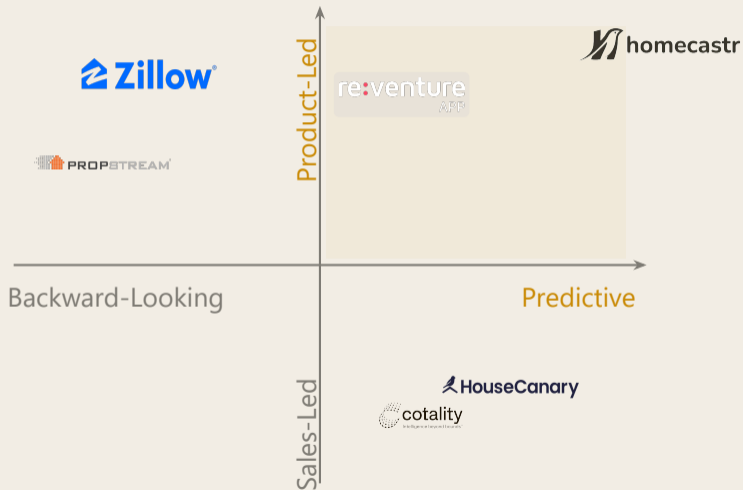 Zillow®
Product-Led
re:venture
APP
homecastr
PROPSTREAM
Backward-Looking
Predictive
HouseCanary
cotality
Sales-Led